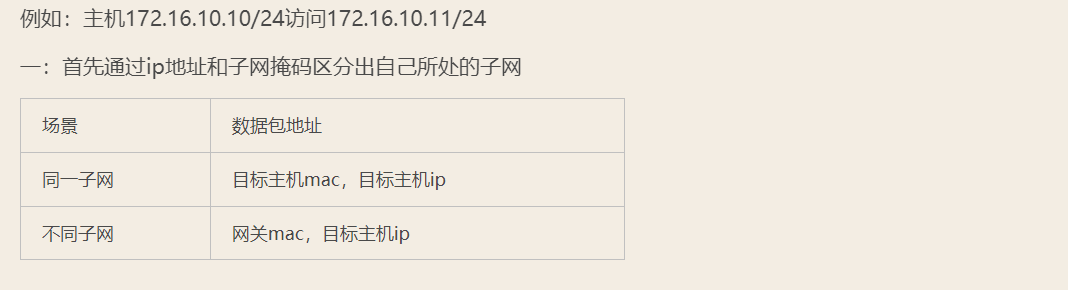 例如：主机172.16.10.10/24访问172.16.10.11/24
一：首先通过ip地址和子网掩码区分出自己所处的子网
场景 数据包地址
同一子网 目标主机mac，目标主机ip
不同子网 网关mac，目标主机ip